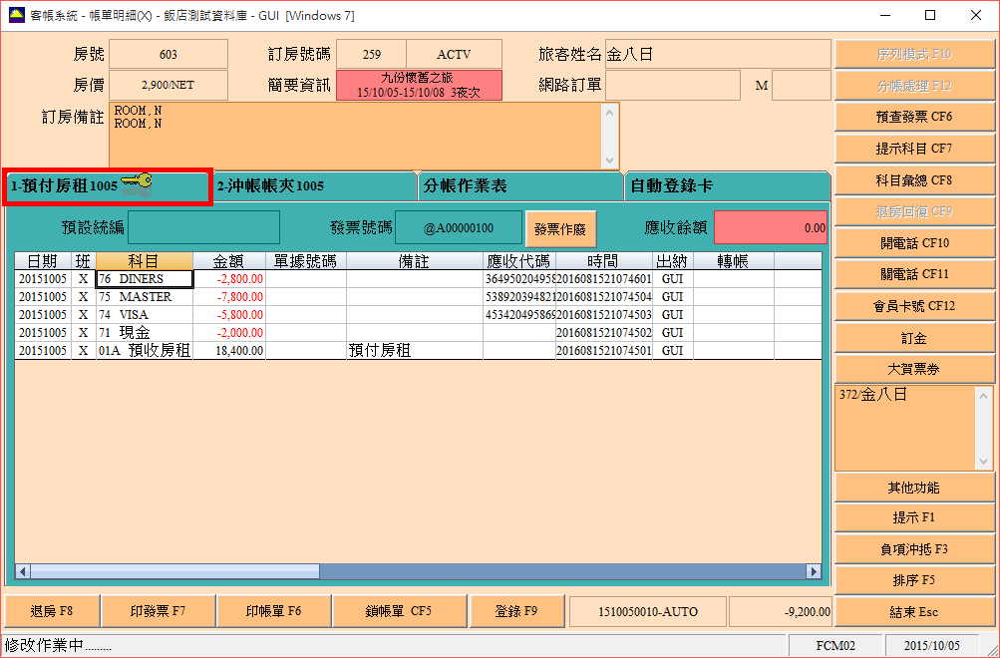 客帳系統 - 帳單明細(X) - 飯店測試資料庫 - GUI  [Windows 7]
房號 603 訂房號碼 259 ACTV 旅客姓名 金八日
房價 2,900/NET 簡要資訊 九份懷舊之旅 網路訂單 M
15/10/05-15/10/08  3夜次
訂房備註 ROOM,N
ROOM,N
1-預付房租1005 2-沖帳帳夾1005 分帳作業表 自動登錄卡
預設統編 發票號碼 @A00000100 發票作廢 應收餘額 0.00
日期 班 科目 金額 單據號碼 備註 應收代碼 時間 出納 轉帳
20151005 X 76 DINERS -2,800.00 364950204958 2016081521074601 GUI
20151005 X 75 MASTER -7,800.00 538920394821 2016081521074504 GUI
20151005 X 74 VISA -5,800.00 453420495869 2016081521074503 GUI
20151005 X 71 現金 -2,000.00 2016081521074502 GUI
20151005 X 01A 預收房租 18,400.00 預付房租 2016081521074501 GUI
序列模式 F10
分帳處理 F12
預查發票 CF6
提示科目 CF7
科目彙總 CF8
退房回復 CF9
開電話 CF10
關電話 CF11
會員卡號 CF12
訂金
大賀票券
372/金八日
其他功能
提示 F1
負項沖抵 F3
排序 F5
結束 Esc
退房 F8 印發票 F7 印帳單 F6 鎖帳單 CF5 登錄 F9 1510050010-AUTO -9,200.00
修改作業中......... FCM02 2015/10/05